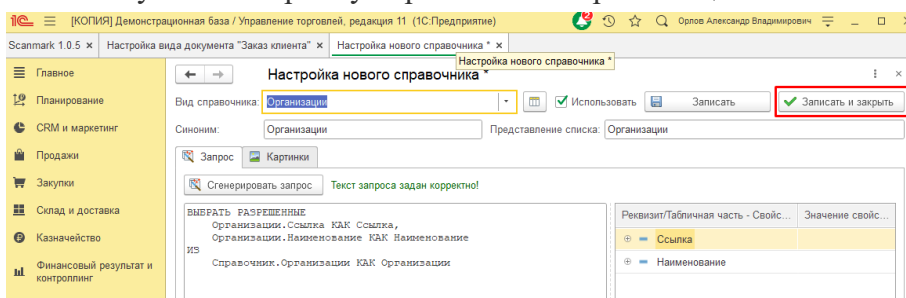 [КОПИЯ] Демонстрационная база / Управление торговлей, редакция 11 (1С:Предприятие)
2
Орлов Александр Владимирович
Scanmark 1.0.5 × Настройка вида документа "Заказ клиента" × Настройка нового справочника * ×
Настройка нового справочника *
Главное
Настройка нового справочника *
Планирование
Вид справочника: Организации
Использовать
Записать
Записать и закрыть
CRM и маркетинг
Синоним: Организации
Представление списка: Организации
Продажи
Запрос Картинки
Закупки
Сгенерировать запрос Текст запроса задан корректно!
Склад и доставка
ВЫБРАТЬ РАЗРЕШЕННЫЕ
Реквизит/Табличная часть - Свойс... Значение свойс...
Организации.Ссылка КАК Ссылка,
Казначейство
Организации.Наименование КАК Наименование
Ссылка
ИЗ
Финансовый результат и контроллинг
Справочник.Организации КАК Организации
Наименование